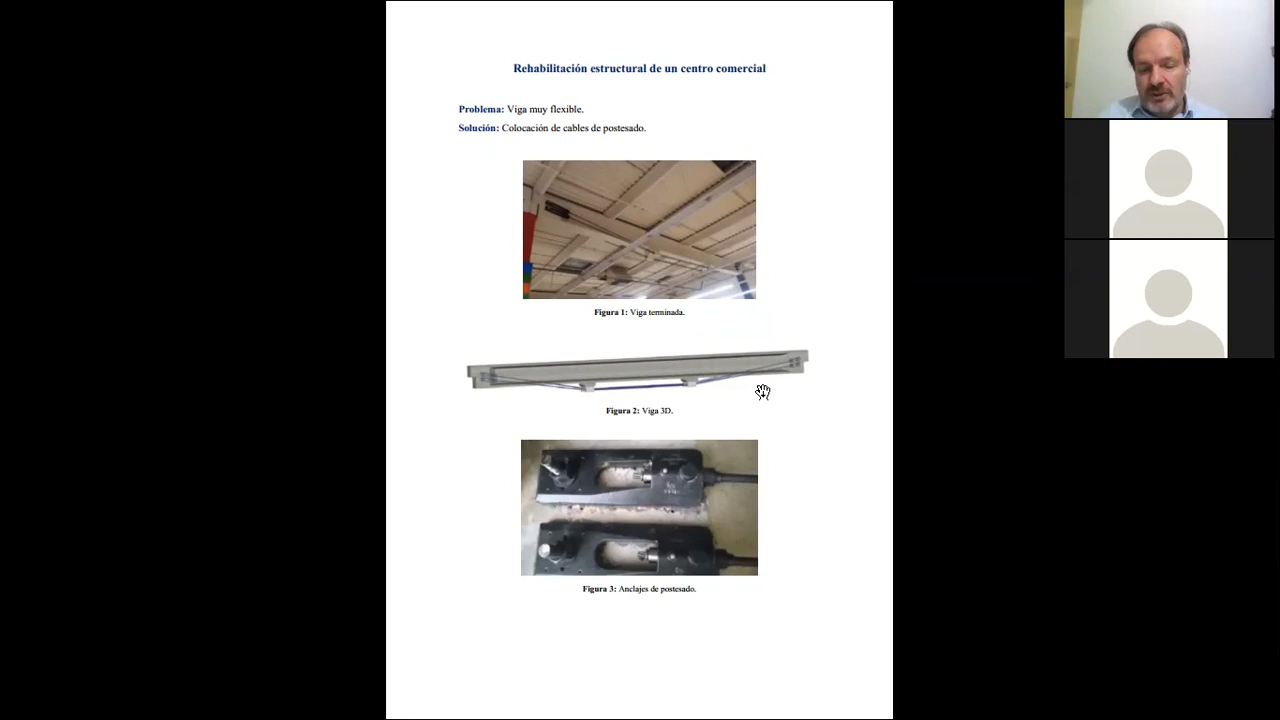 Rehabilitación estructural de un centro comercial
Problema: Viga muy flexible.
Solución: Colocación de cables de postesado.
Figura 1: Viga terminada.
Figura 2: Viga 3D.
Figura 3: Anclajes de postesado.